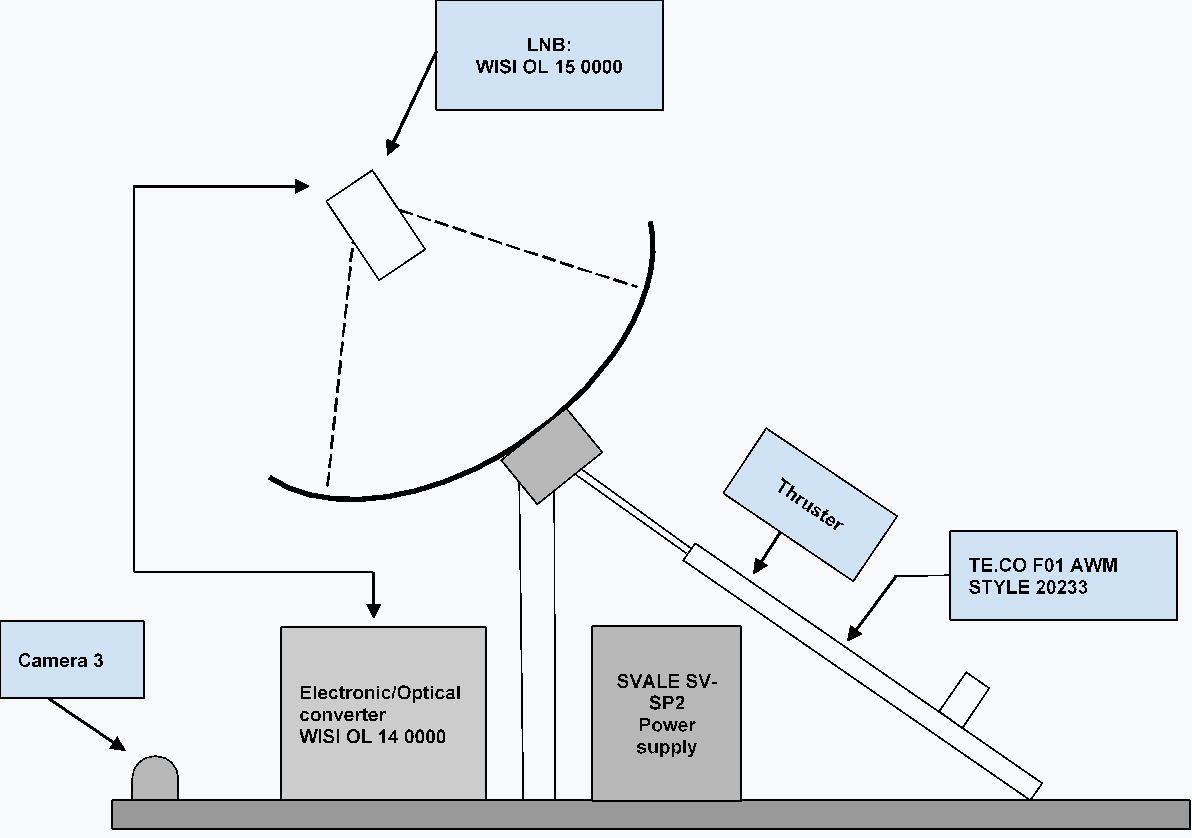 LNB:
WISI OL 15 0000
Thruster
TE.CO F01 AWM
STYLE 20233
Camera 3
Electronic/Optical
converter
WISI OL 14 0000
SVALE SV-
SP2
Power
supply